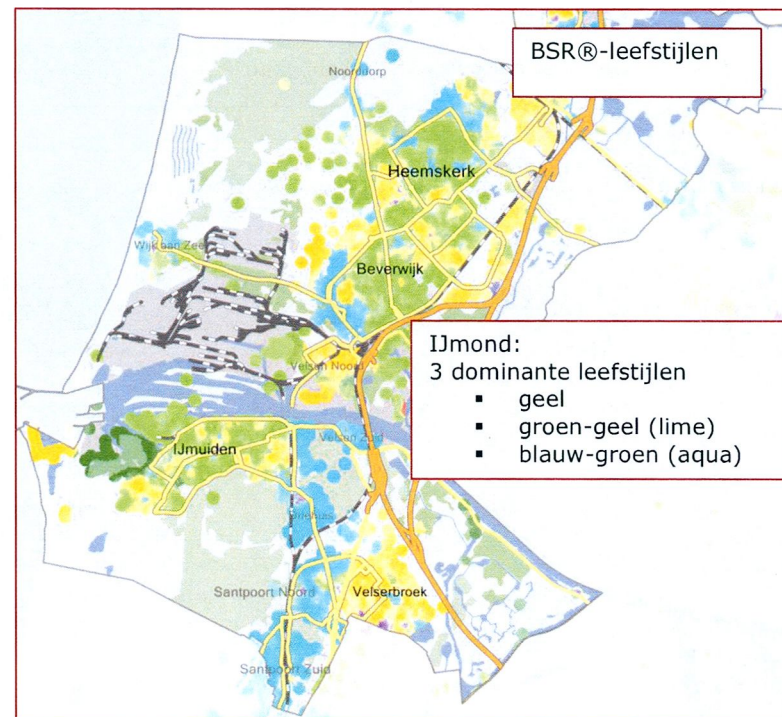 BSR®-leefstijlen
Noorddorp
Heemskerk
Wijk aan Zee
Beverwijk
IJmond:
3 dominante leefstijlen
▪ geel
▪ groen-geel (lime)
▪ blauw-groen (aqua)
Velsen Noord
Velsen Zuid
IJmuiden
Driehuis
Santpoort Noord
Velserbroek
Santpoort Zuid